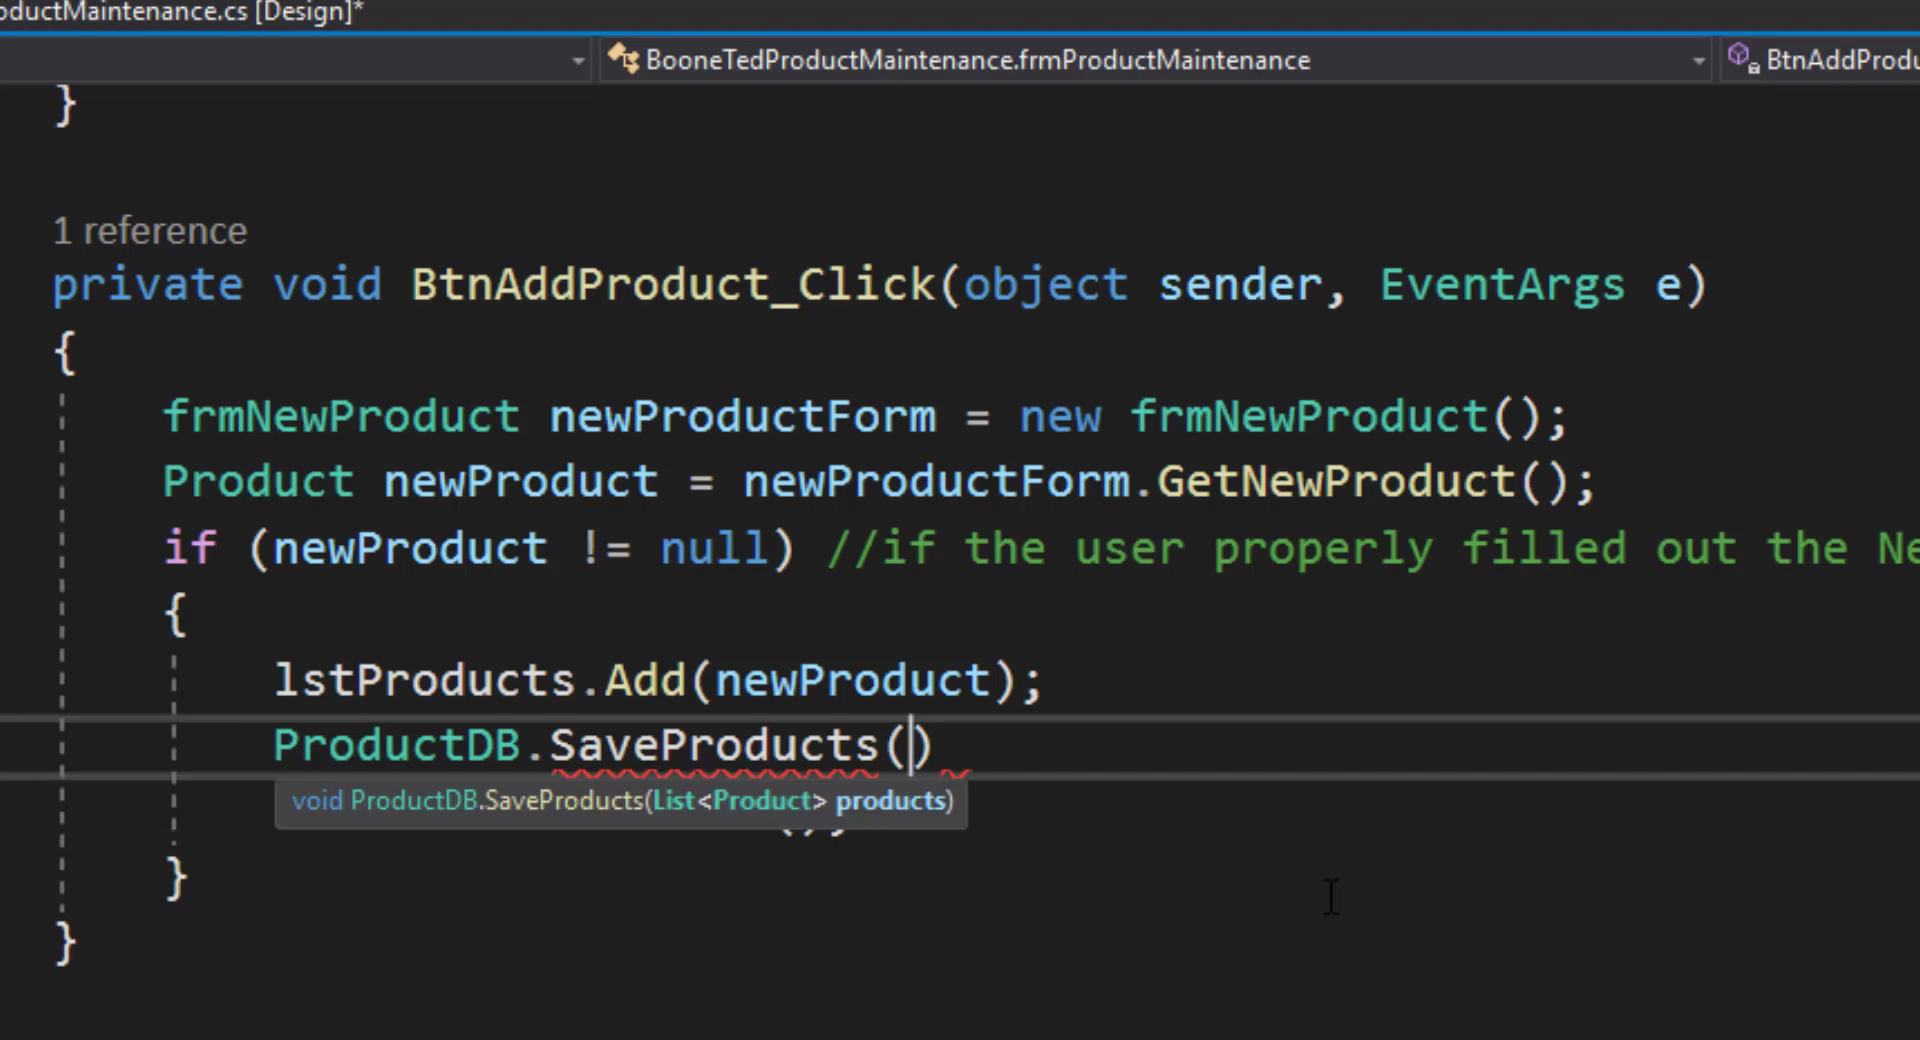 oductMaintenance.cs [Design]*
BooneTedProductMaintenance.frmProductMaintenance
BtnAddProdu
}
1 reference
private void BtnAddProduct_Click(object sender, EventArgs e)
{
frmNewProduct newProductForm = new frmNewProduct();
Product newProduct = newProductForm.GetNewProduct();
if (newProduct != null) //if the user properly filled out the Ne
{
lstProducts.Add(newProduct);
ProductDB.SaveProducts()
void ProductDB.SaveProducts(List<Product> products)
}
}